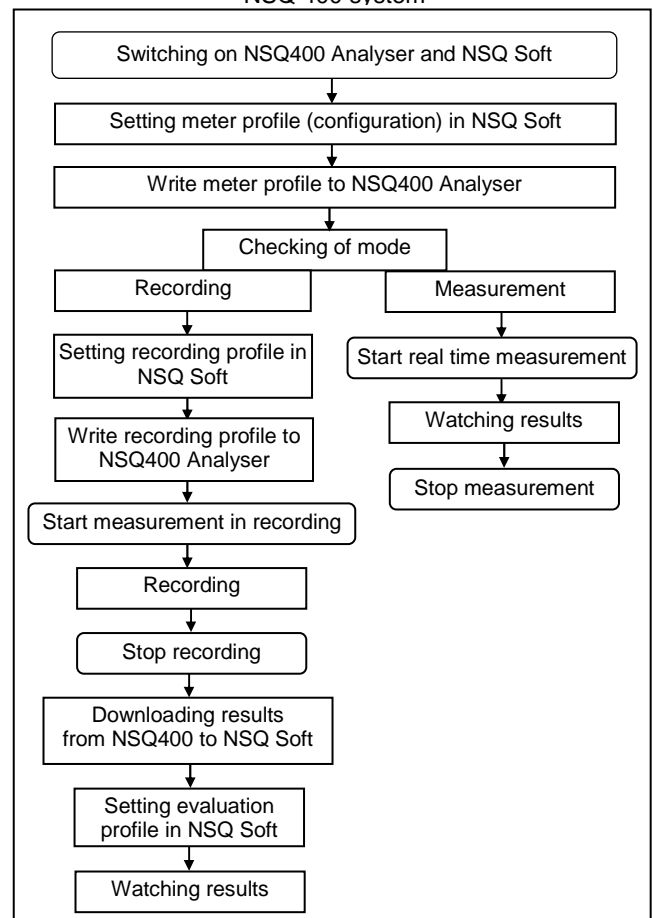 NSQ 400 system
Switching on NSQ400 Analyser and NSQ Soft
Setting meter profile (configuration) in NSQ Soft
Write meter profile to NSQ400 Analyser
Checking of mode
Recording
Setting recording profile in
NSQ Soft
Write recording profile to
NSQ400 Analyser
Start measurement in recording
Recording
Stop recording
Downloading results
from NSQ400 to NSQ Soft
Setting evaluation
profile in NSQ Soft
Watching results
Measurement
Start real time measurement
Watching results
Stop measurement